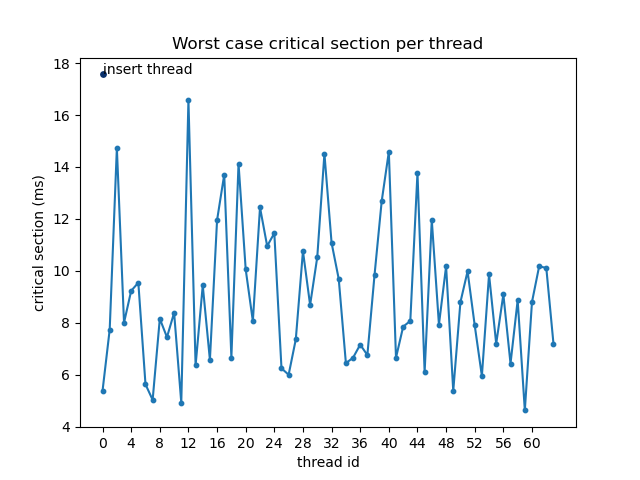 Worst case critical section per thread
18
insert thread
16
14
12
10
8
6
4
critical section (ms)
0 4 8 12 16 20 24 28 32 36 40 44 48 52 56 60
thread id